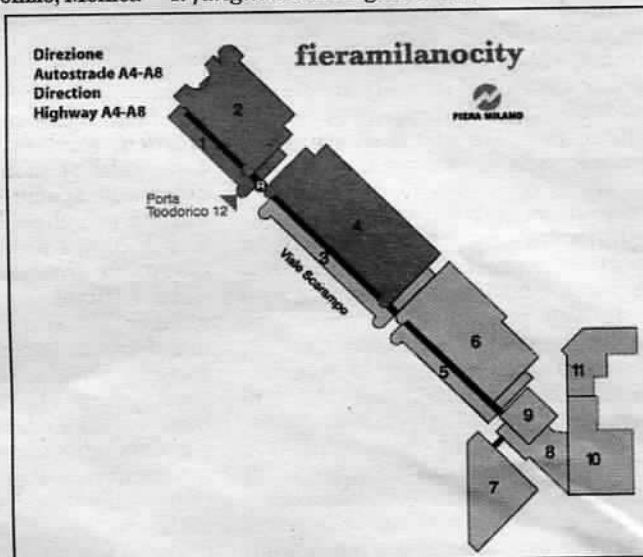 Direzione
Autostrade A4-A8
Direction
Highway A4-A8
fieramilanocity
FIERA MILANO
2
1
Porta
Teodorico 12
4
3
Viale Scarampo
6
5
11
9
8
10
7